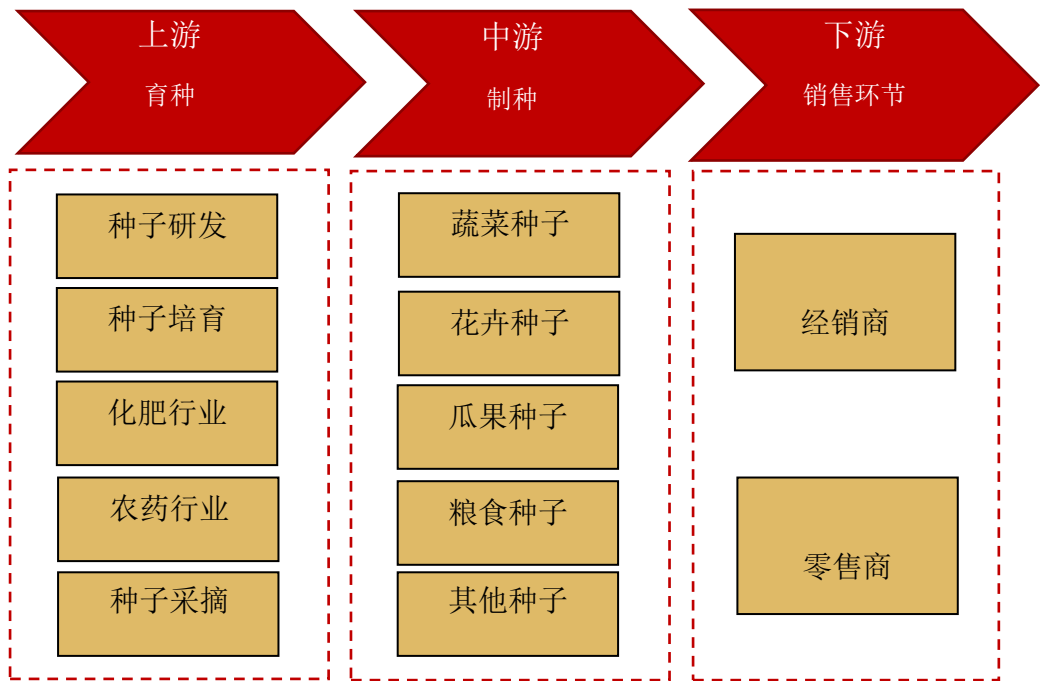 上游
育种
中游
制种
下游
销售环节
种子研发
种子培育
化肥行业
农药行业
种子采摘
蔬菜种子
花卉种子
瓜果种子
粮食种子
其他种子
经销商
零售商